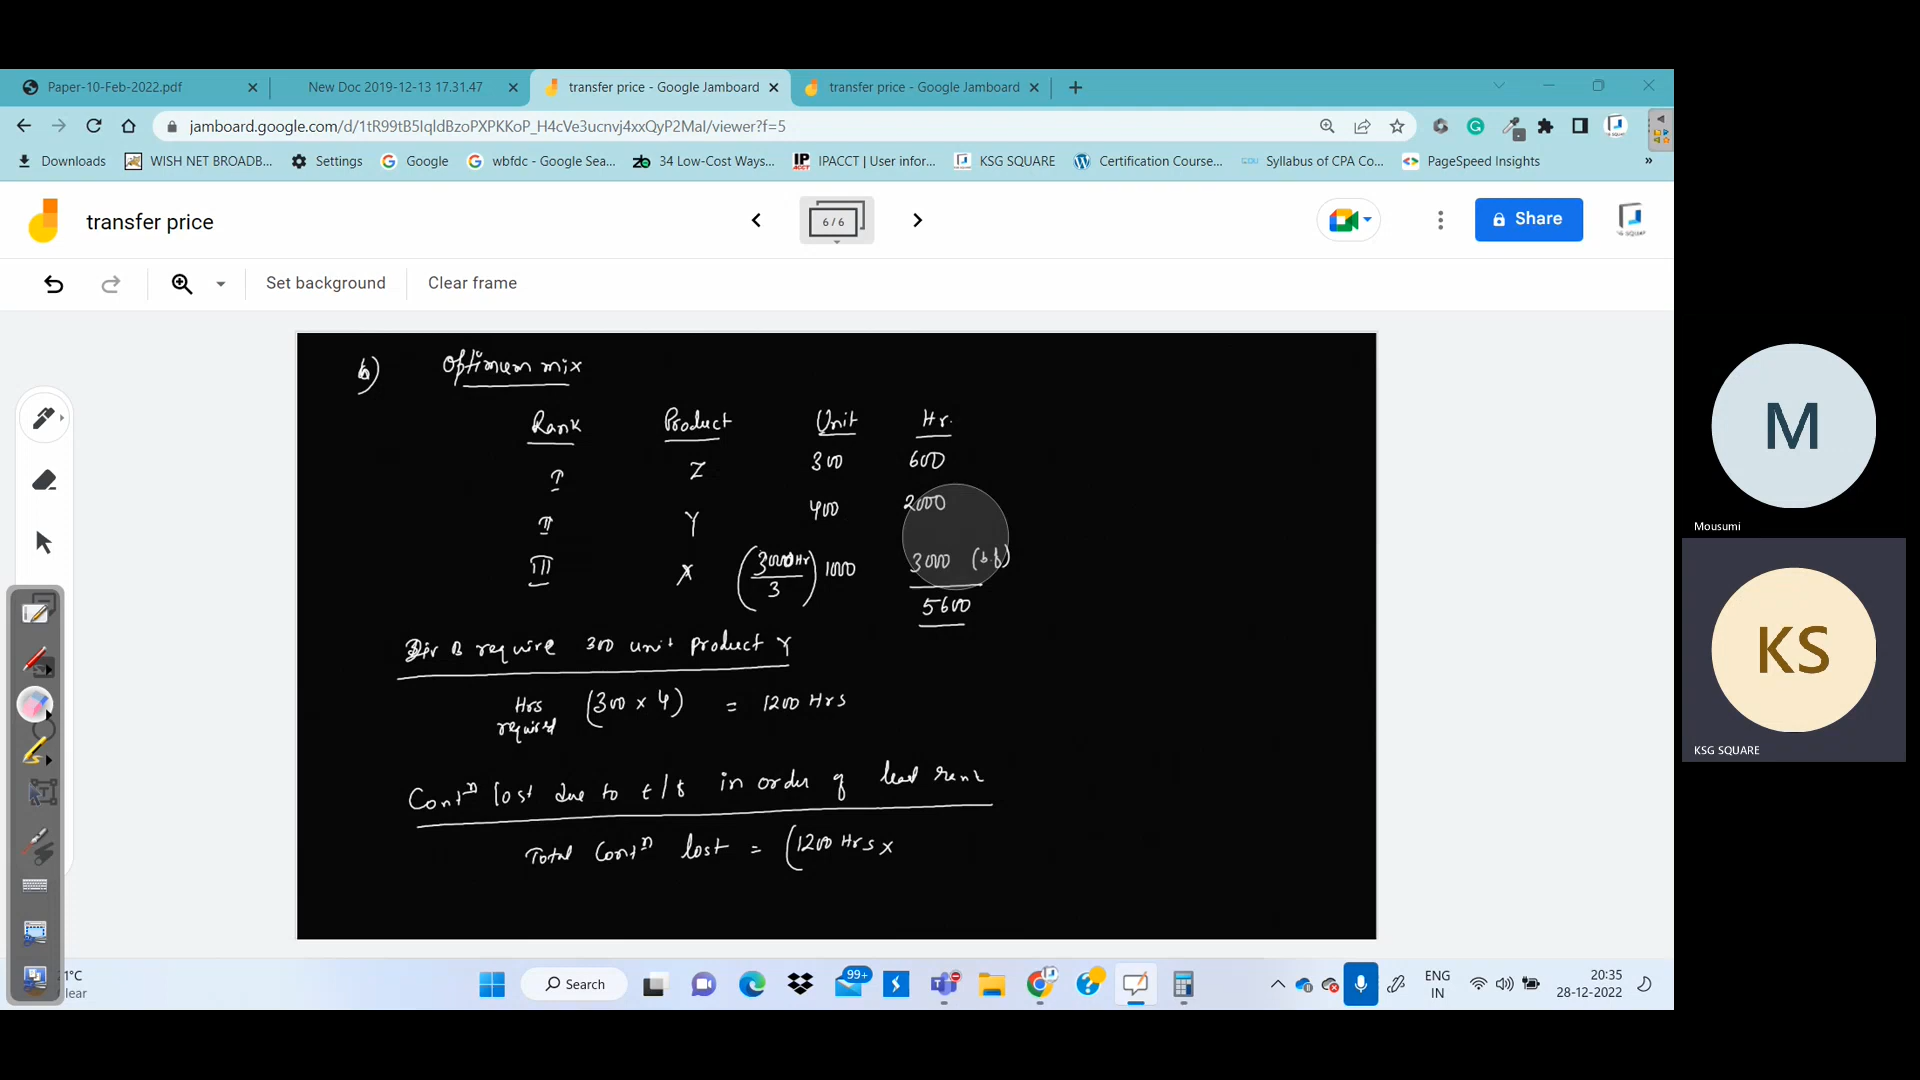 Paper-10-Feb-2022.pdf
New Doc 2019-12-13 17.31.47
transfer price - Google Jamboard
transfer price - Google Jamboard
jamboard.google.com/d/1tR99tB5IqldBzoPXPKKoP_H4cVe3ucnvj4xxQyP2MaI/viewer?f=5
Downloads
WISH NET BROADB...
Settings
Google
wbfdc - Google Sea...
34 Low-Cost Ways...
IPACCT | User infor...
KSG SQUARE
Certification Course...
Syllabus of CPA Co...
PageSpeed Insights
transfer price
6 / 6
Share
Set background
Clear frame
b) Optimum mix
Rank Product Unit Hr.
I Z 300 600
II Y 400 2000
III X (3000 Hr/3) 1000 3000 (b.f)
5600
Div B require 300 unit product Y
Hrs required (300 x 4) = 1200 Hrs
Contn lost due to t/f in order of least rank
Total Contn lost = (1200 Hrs x
M
Mousumi
KS
KSG SQUARE
1°C
lear
Search
99+
ENG
IN
20:35
28-12-2022